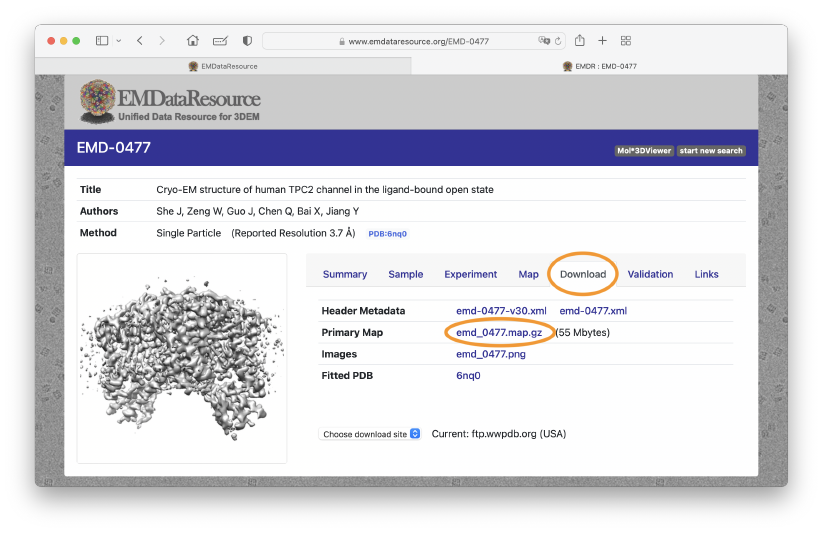 www.emdataresource.org/EMD-0477
EMDataResource
EMDR : EMD-0477
EMDataResource
Unified Data Resource for 3DEM
EMD-0477
Mol*3DViewer start new search
Title Cryo-EM structure of human TPC2 channel in the ligand-bound open state
Authors She J, Zeng W, Guo J, Chen Q, Bai X, Jiang Y
Method Single Particle (Reported Resolution 3.7 Å) PDB:6nq0
Summary Sample Experiment Map Download Validation Links
Header Metadata emd-0477-v30.xml emd-0477.xml
Primary Map emd_0477.map.gz (55 Mbytes)
Images emd_0477.png
Fitted PDB 6nq0
Choose download site Current: ftp.wwpdb.org (USA)